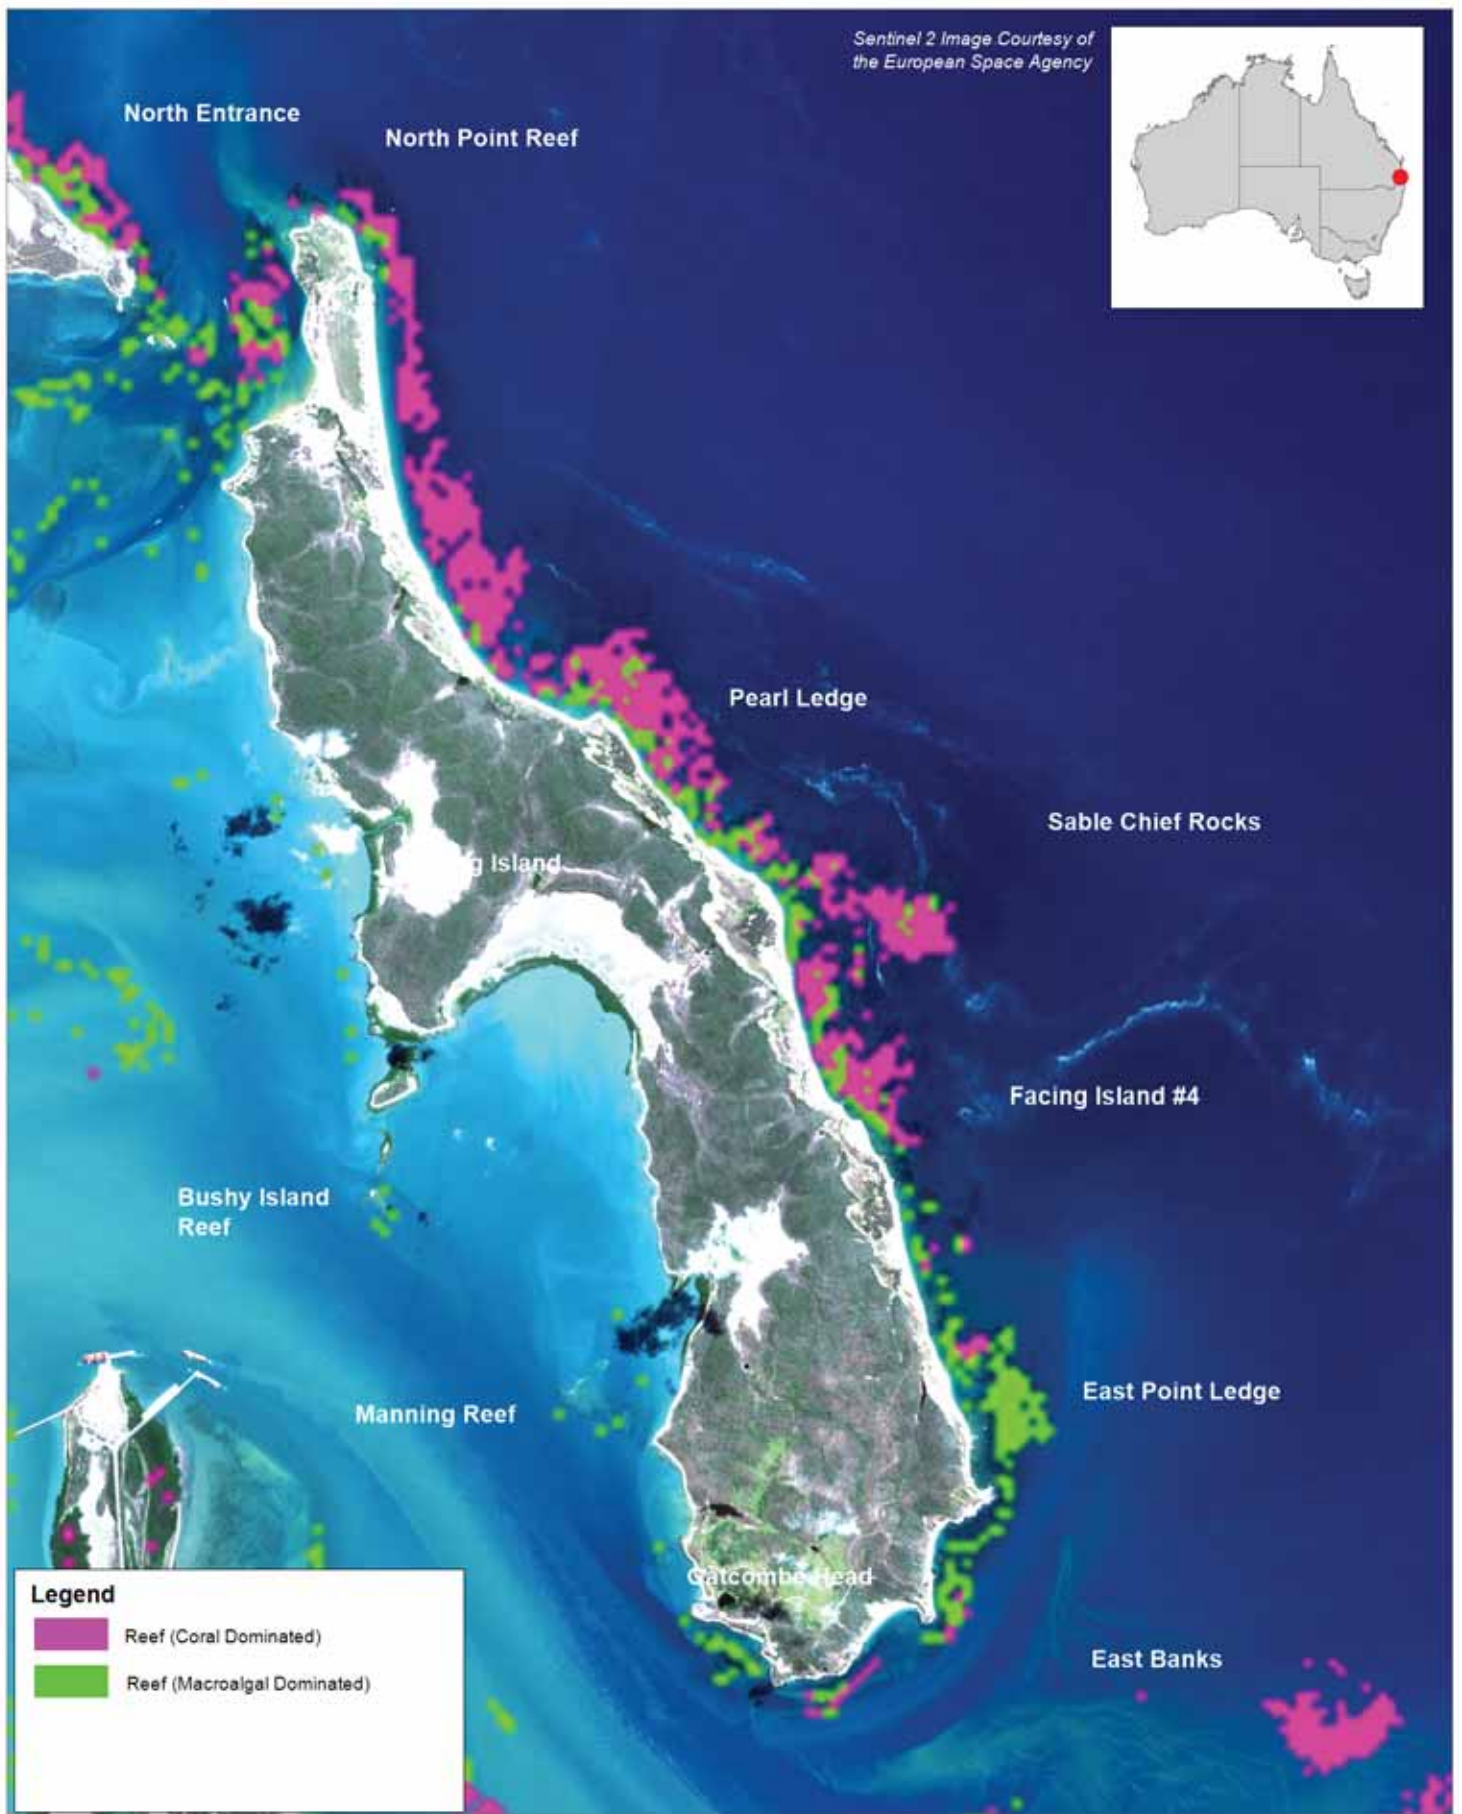 Sentinel 2 Image Courtesy of
the European Space Agency
North Entrance
North Point Reef
Pearl Ledge
Sable Chief Rocks
g Island
Facing Island #4
Bushy Island
Reef
East Point Ledge
Manning Reef
Gatcombe Head
East Banks
Legend
Reef (Coral Dominated)
Reef (Macroalgal Dominated)